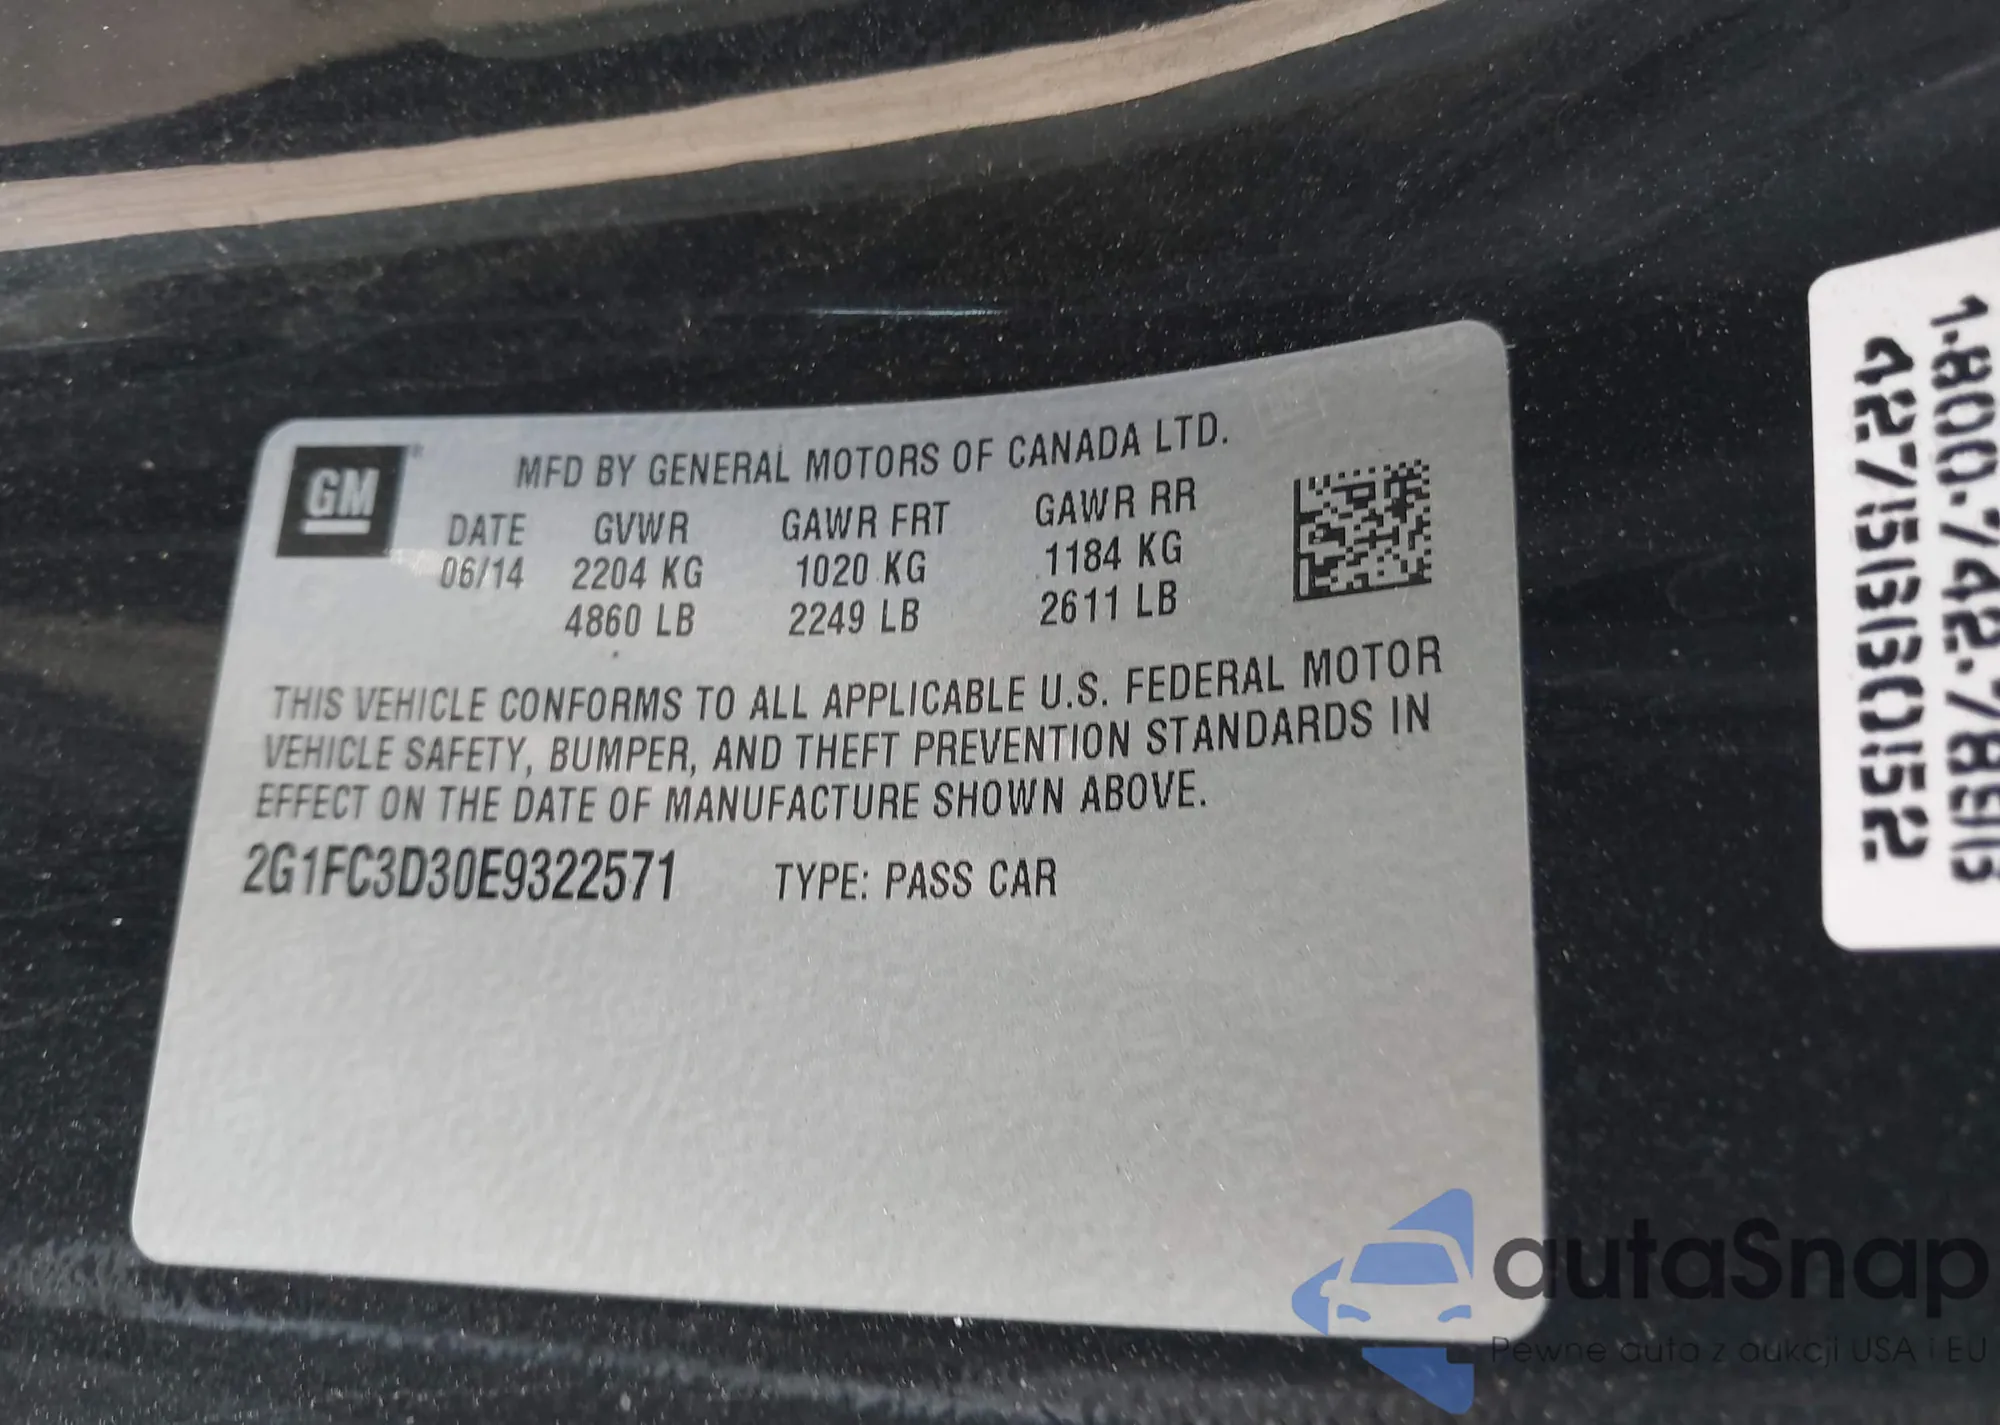 GM
MFD BY GENERAL MOTORS OF CANADA LTD.
DATE GVWR GAWR FRT GAWR RR
06/14 2204 KG 1020 KG 1184 KG
4860 LB 2249 LB 2611 LB
THIS VEHICLE CONFORMS TO ALL APPLICABLE U.S. FEDERAL MOTOR
VEHICLE SAFETY, BUMPER, AND THEFT PREVENTION STANDARDS IN
EFFECT ON THE DATE OF MANUFACTURE SHOWN ABOVE.
2G1FC3D30E9322571 TYPE: PASS CAR
autaSnap
Pewne auta z aukcji USA i EU